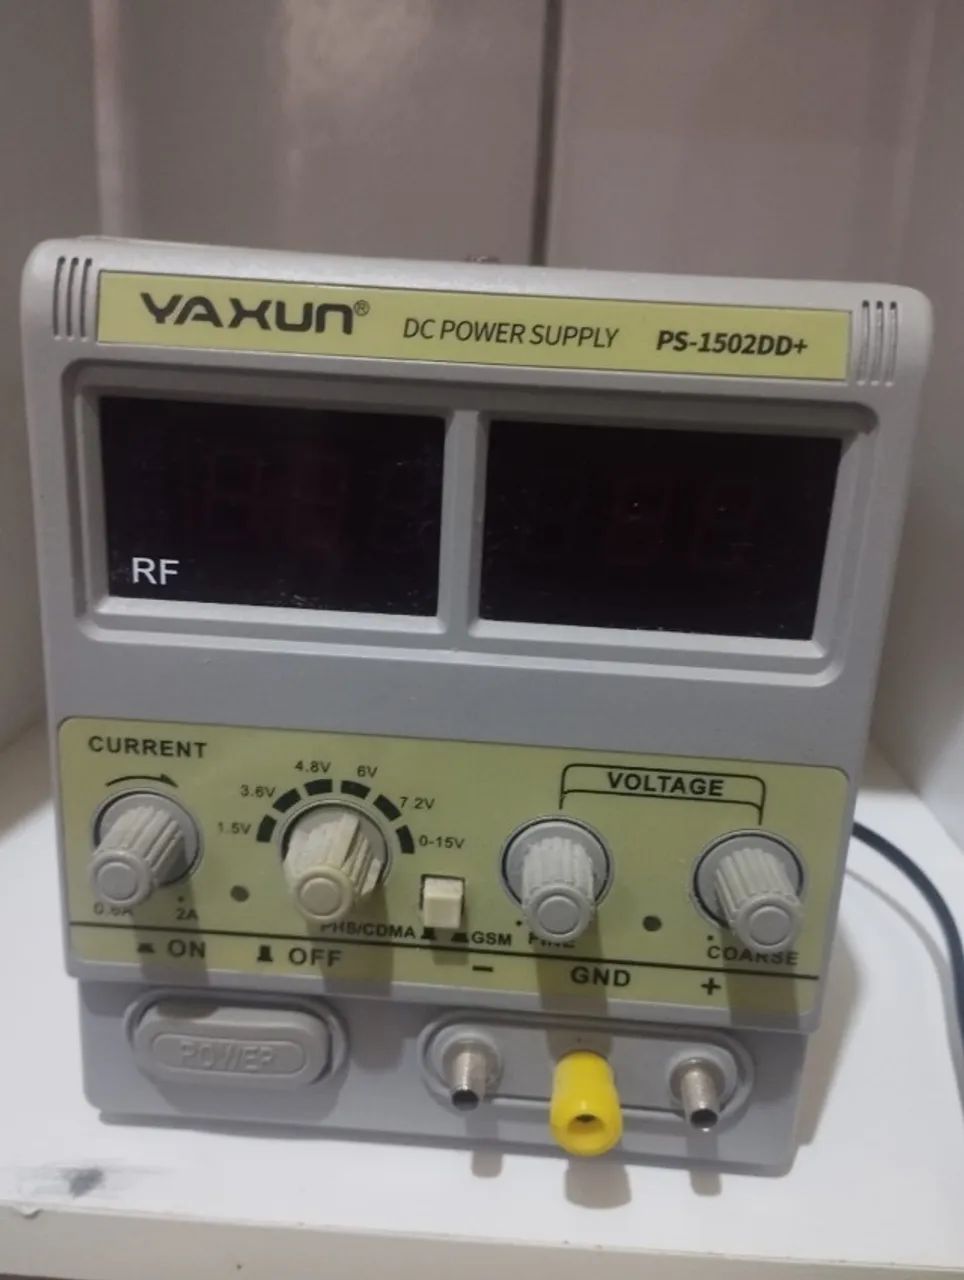 YAXUN® DC POWER SUPPLY PS-1502DD+
RF
CURRENT
0.6A 2A
1.5V 3.6V 4.8V 6V 7.2V 0-15V
PHS/CDMA GSM
VOLTAGE
FINE COARSE
ON OFF
- GND +
POWER